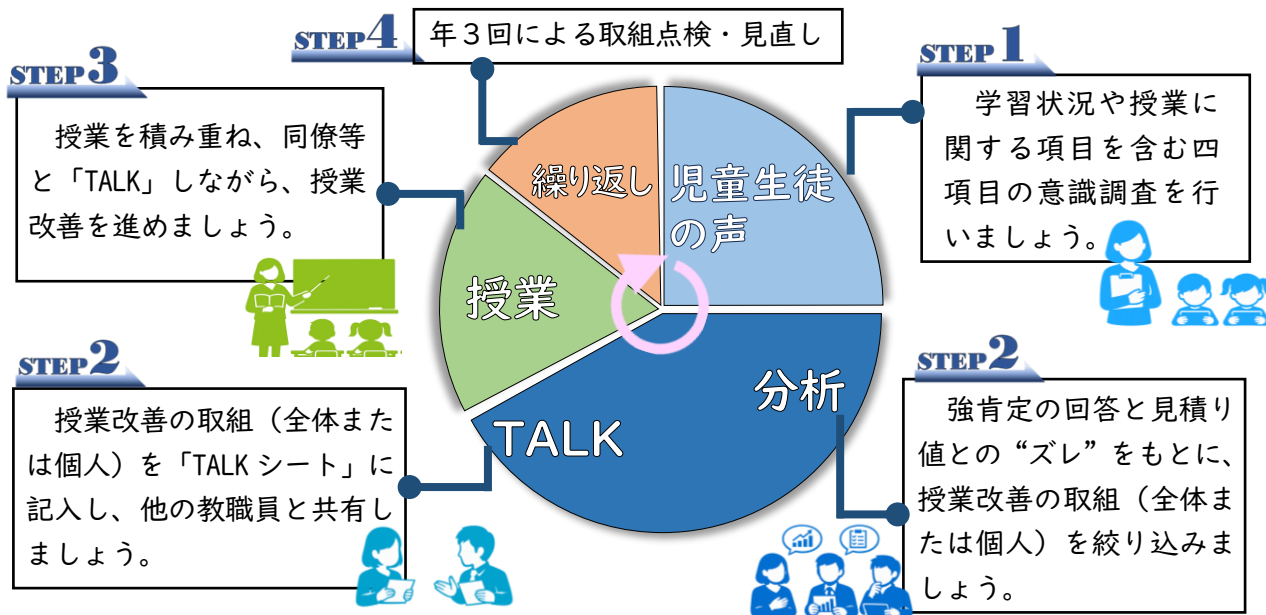 STEP4
年３回による取組点検・見直し
STEP1
学習状況や授業に
関する項目を含む四
項目の意識調査を行
いましょう。
STEP3
授業を積み重ね、同僚等
と「TALK」しながら、授業
改善を進めましょう。
繰り返し
児童生徒
の声
授業
分析
TALK
STEP2
授業改善の取組（全体また
は個人）を「TALK シート」に
記入し、他の教職員と共有し
ましょう。
STEP2
強肯定の回答と見積り
値との“ズレ”をもとに、
授業改善の取組（全体ま
たは個人）を絞り込みま
しょう。